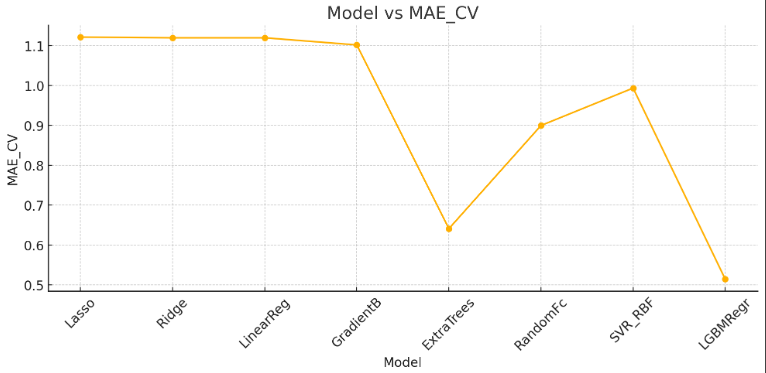 Model vs MAE_CV
MAE_CV
1.1
1.0
0.9
0.8
0.7
0.6
0.5
Lasso
Ridge
LinearReg
GradientB
ExtraTrees
RandomFc
SVR_RBF
LGBMRegr
Model